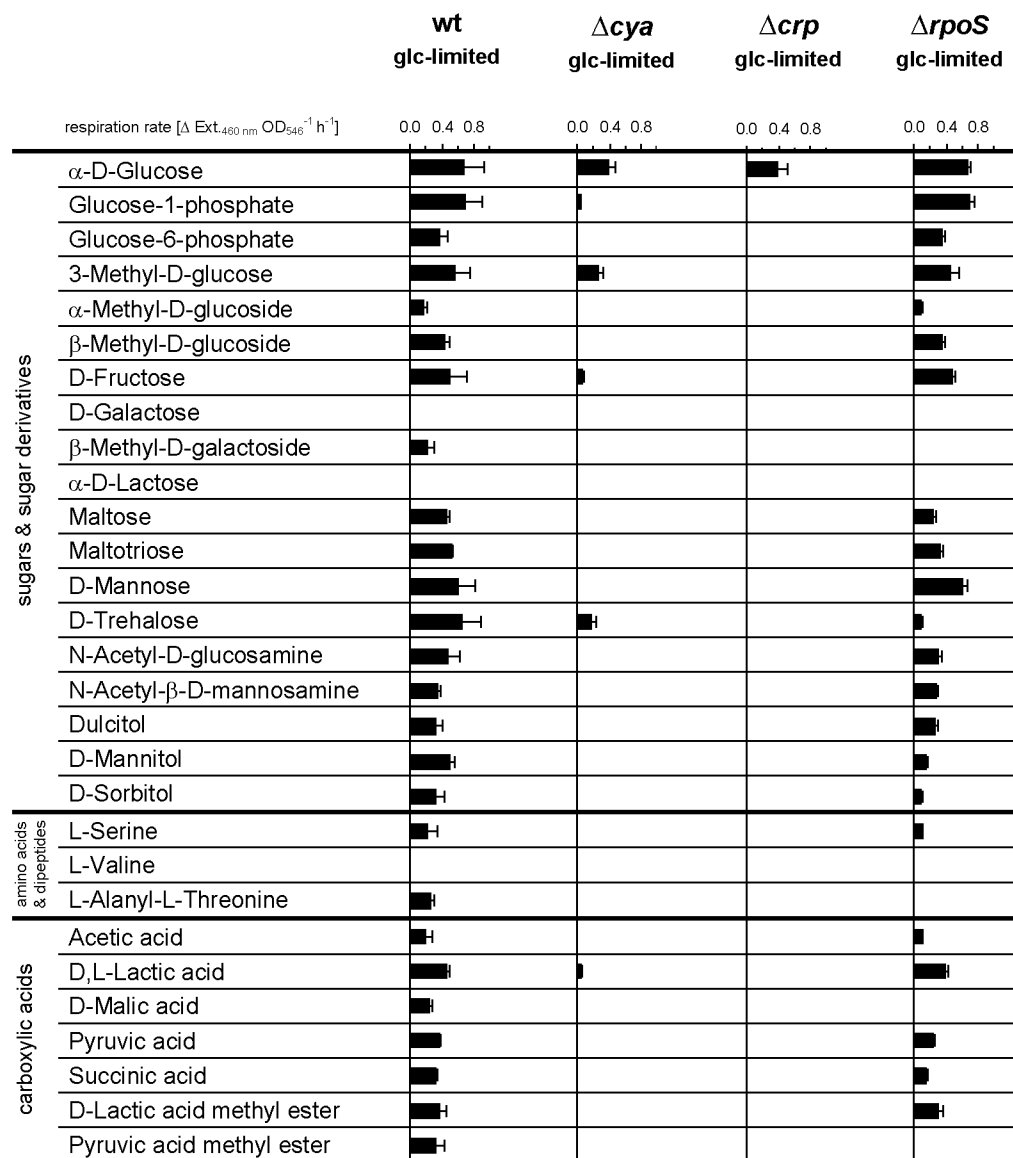 wt Δcya Δcrp ΔrpoS
glc-limited glc-limited glc-limited glc-limited
respiration rate [Δ Ext.460 nm OD546⁻¹ h⁻¹] 0.0 0.4 0.8 0.0 0.4 0.8 0.0 0.4 0.8 0.0 0.4 0.8
sugars & sugar derivatives
α-D-Glucose
Glucose-1-phosphate
Glucose-6-phosphate
3-Methyl-D-glucose
α-Methyl-D-glucoside
β-Methyl-D-glucoside
D-Fructose
D-Galactose
β-Methyl-D-galactoside
α-D-Lactose
Maltose
Maltotriose
D-Mannose
D-Trehalose
N-Acetyl-D-glucosamine
N-Acetyl-β-D-mannosamine
Dulcitol
D-Mannitol
D-Sorbitol
amino acids
& dipeptides
L-Serine
L-Valine
L-Alanyl-L-Threonine
carboxylic acids
Acetic acid
D,L-Lactic acid
D-Malic acid
Pyruvic acid
Succinic acid
D-Lactic acid methyl ester
Pyruvic acid methyl ester